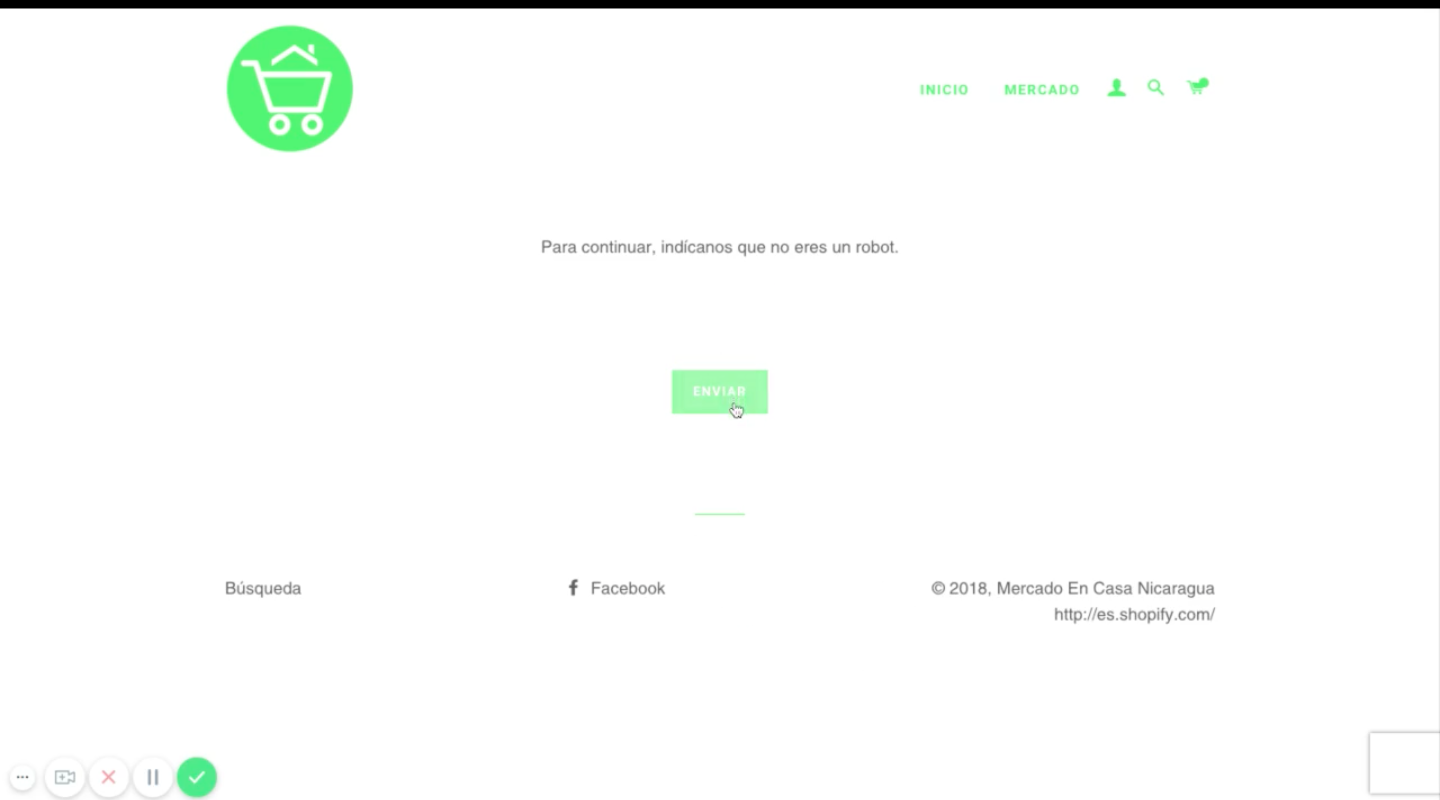 INICIO MERCADO
Para continuar, indícanos que no eres un robot.
ENVIAR
Búsqueda
Facebook
© 2018, Mercado En Casa Nicaragua
http://es.shopify.com/